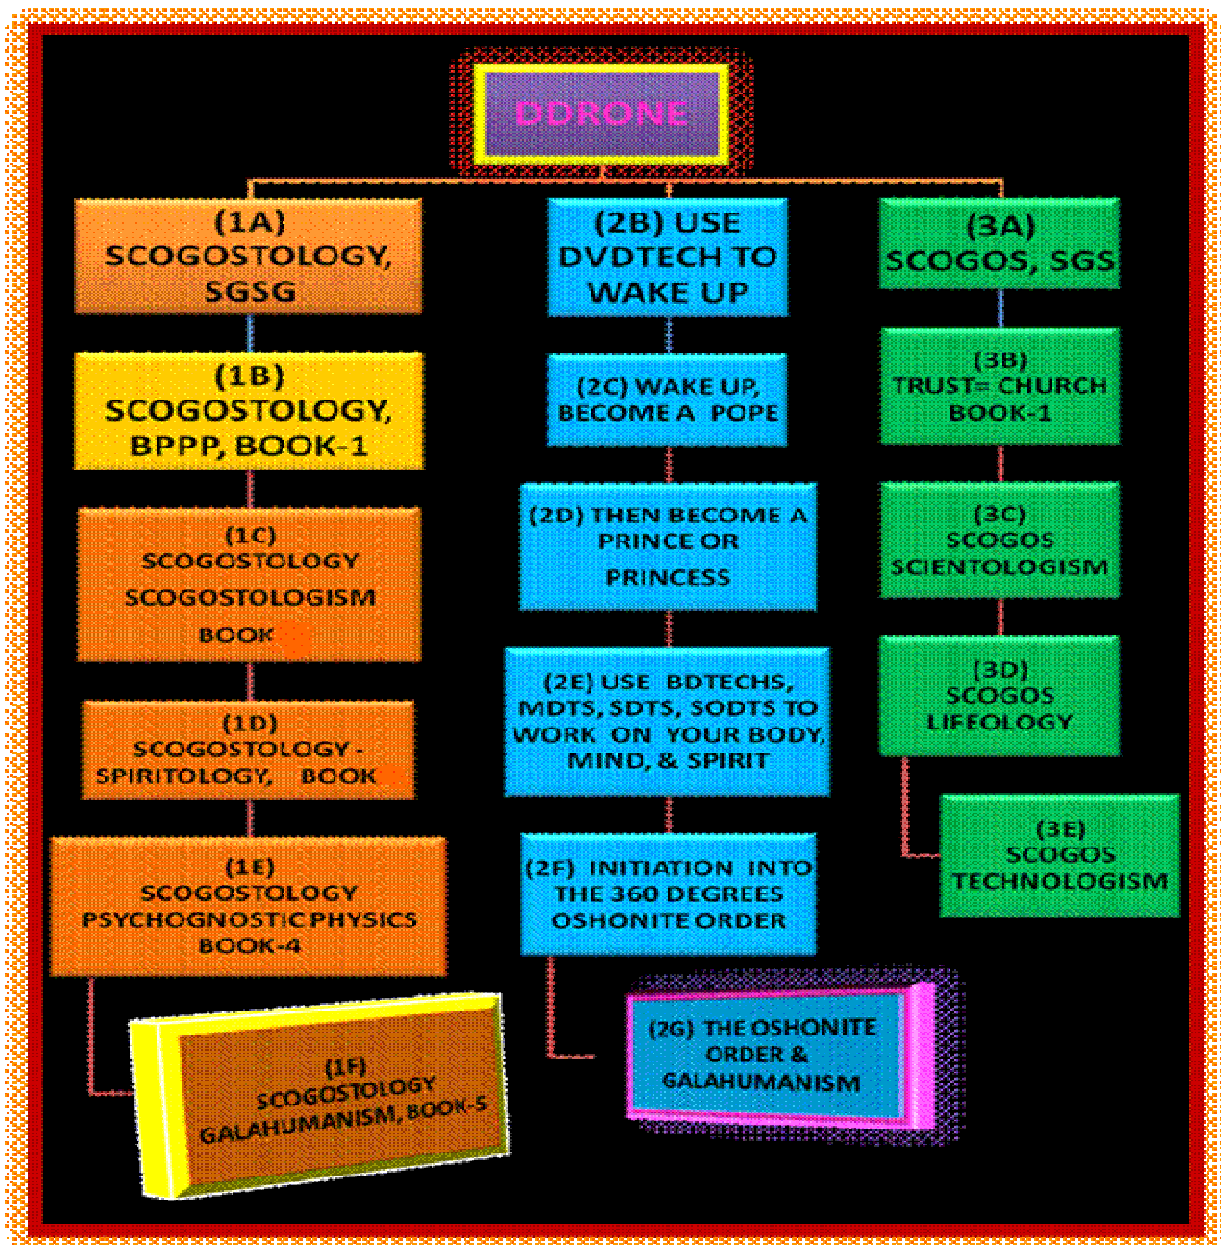 DDRONE
(1A)
SCOGOSTOLOGY,
SGSG
(1B)
SCOGOSTOLOGY,
BPPP, BOOK-1
(1C)
SCOGOSTOLOGY
SCOGOSTOLOGISM
BOOK
(1D)
SCOGOSTOLOGY -
SPIRITOLOGY, BOOK
(1E)
SCOGOSTOLOGY
PSYCHOGNOSTIC PHYSICS
BOOK-4
(1F)
SCOGOSTOLOGY
GALAHUMANISM, BOOK-5
(2B) USE
DVDTECH TO
WAKE UP
(2C) WAKE UP,
BECOME A POPE
(2D) THEN BECOME A
PRINCE OR
PRINCESS
(2E) USE BDTECHS,
MDTS, SDTS, SODTS TO
WORK ON YOUR BODY,
MIND, & SPIRIT
(2F) INITIATION INTO
THE 360 DEGREES
OSHONITE ORDER
(2G) THE OSHONITE
ORDER &
GALAHUMANISM
(3A)
SCOGOS, SGS
(3B)
TRUST= CHURCH
BOOK-1
(3C)
SCOGOS
SCIENTOLOGISM
(3D)
SCOGOS
LIFEOLOGY
(3E)
SCOGOS
TECHNOLOGISM